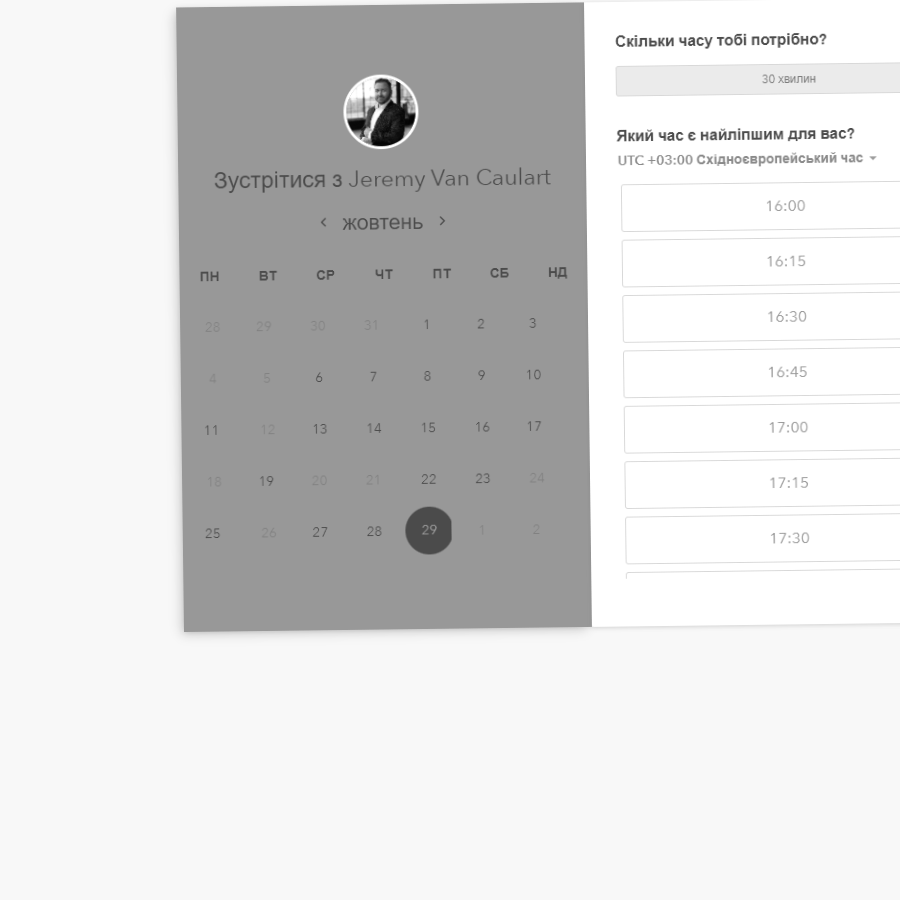 Зустрітися з Jeremy Van Caulart
‹ жовтень ›
ПН ВТ СР ЧТ ПТ СБ НД
28 29 30 31 1 2 3
4 5 6 7 8 9 10
11 12 13 14 15 16 17
18 19 20 21 22 23 24
25 26 27 28 29 1 2
Скільки часу тобі потрібно?
30 хвилин
Який час є найліпшим для вас?
UTC +03:00 Східноєвропейський час
16:00
16:15
16:30
16:45
17:00
17:15
17:30